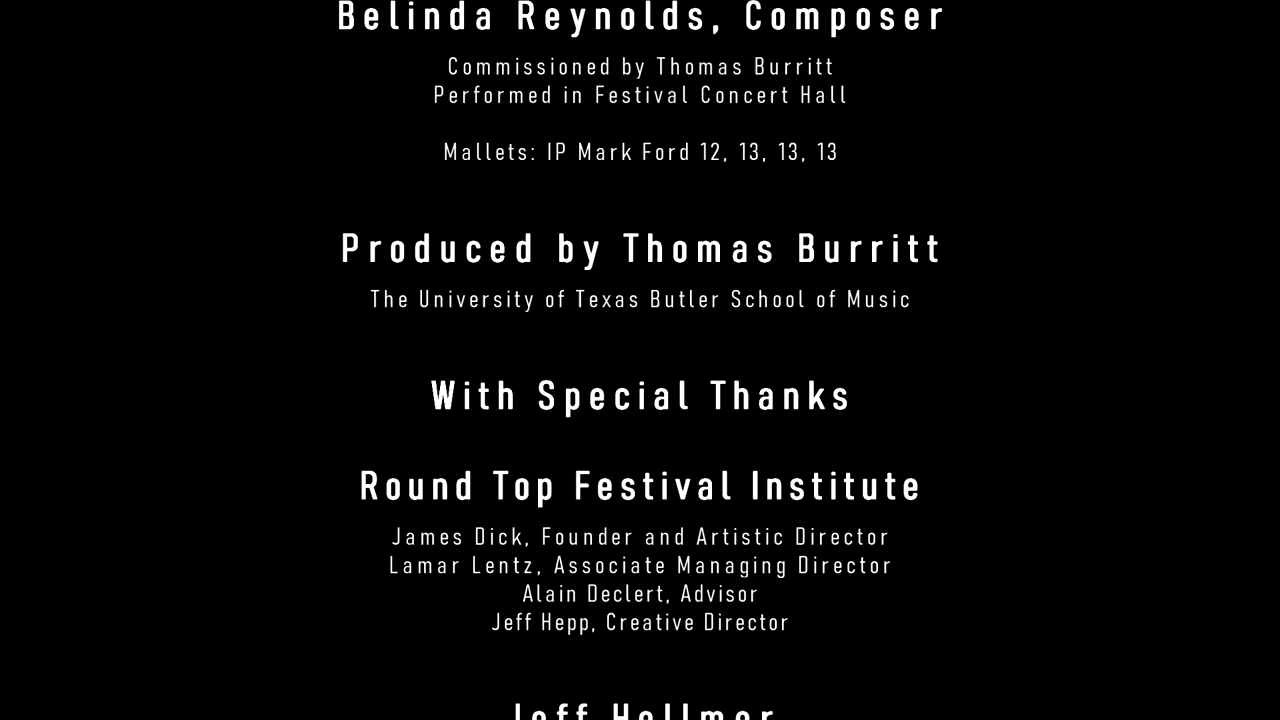 Belinda Reynolds, Composer
Commissioned by Thomas Burritt
Performed in Festival Concert Hall
Mallets: IP Mark Ford 12, 13, 13, 13
Produced by Thomas Burritt
The University of Texas Butler School of Music
With Special Thanks
Round Top Festival Institute
James Dick, Founder and Artistic Director
Lamar Lentz, Associate Managing Director
Alain Declert, Advisor
Jeff Hepp, Creative Director
Jeff Hellmer